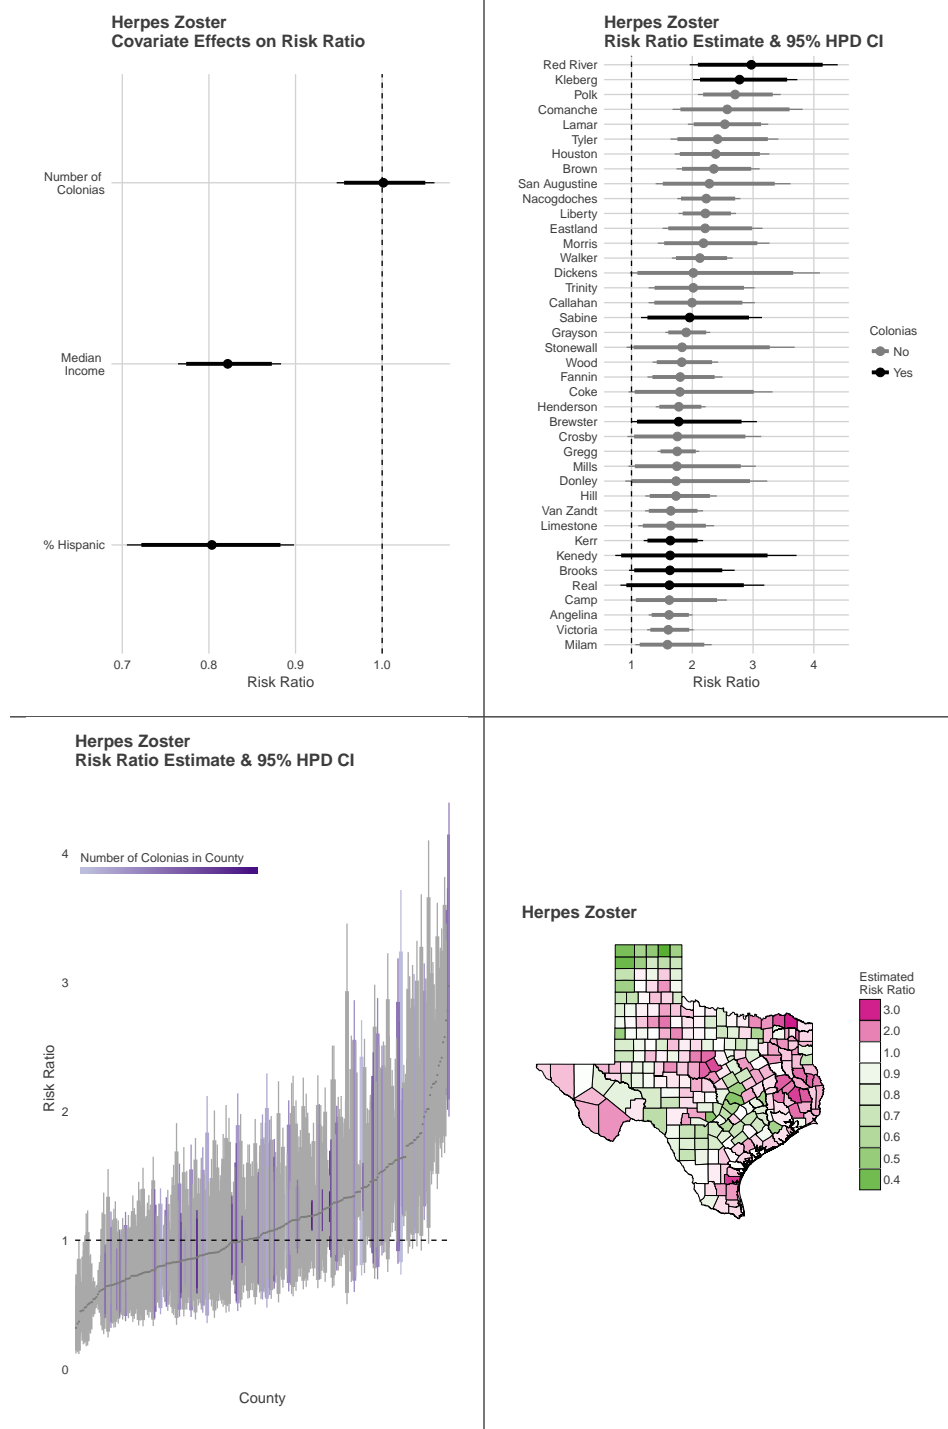 Herpes Zoster
Covariate Effects on Risk Ratio
Number of
Colonias
Median
Income
% Hispanic
0.7
0.8
0.9
1.0
Risk Ratio
Herpes Zoster
Risk Ratio Estimate & 95% HPD CI
Red River
Kleberg
Polk
Comanche
Lamar
Tyler
Houston
Brown
San Augustine
Nacogdoches
Liberty
Eastland
Morris
Walker
Dickens
Trinity
Callahan
Sabine
Grayson
Stonewall
Wood
Fannin
Coke
Henderson
Brewster
Crosby
Gregg
Mills
Donley
Hill
Van Zandt
Limestone
Kerr
Kenedy
Brooks
Real
Camp
Angelina
Victoria
Milam
1
2
3
4
Risk Ratio
Colonias
No
Yes
Herpes Zoster
Risk Ratio Estimate & 95% HPD CI
Number of Colonias in County
4
3
2
1
0
Risk Ratio
County
Herpes Zoster
Estimated
Risk Ratio
3.0
2.0
1.0
0.9
0.8
0.7
0.6
0.5
0.4